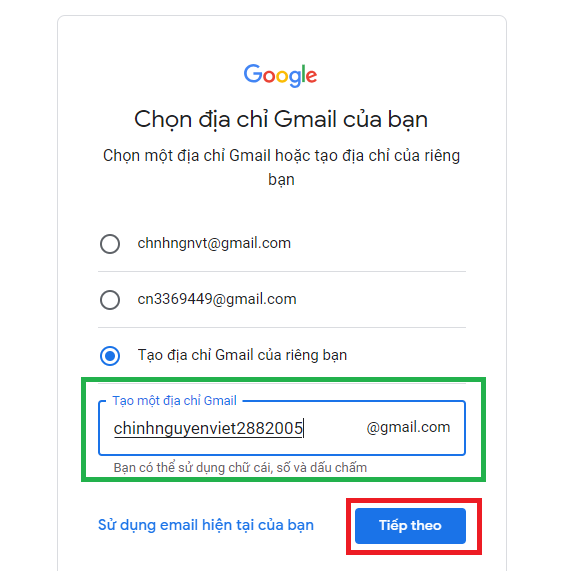 Google
Chọn địa chỉ Gmail của bạn
Chọn một địa chỉ Gmail hoặc tạo địa chỉ của riêng
bạn
chnhngnvt@gmail.com
cn3369449@gmail.com
Tạo địa chỉ Gmail của riêng bạn
Tạo một địa chỉ Gmail
chinhnguyenviet2882005 @gmail.com
Bạn có thể sử dụng chữ cái, số và dấu chấm
Sử dụng email hiện tại của bạn Tiếp theo